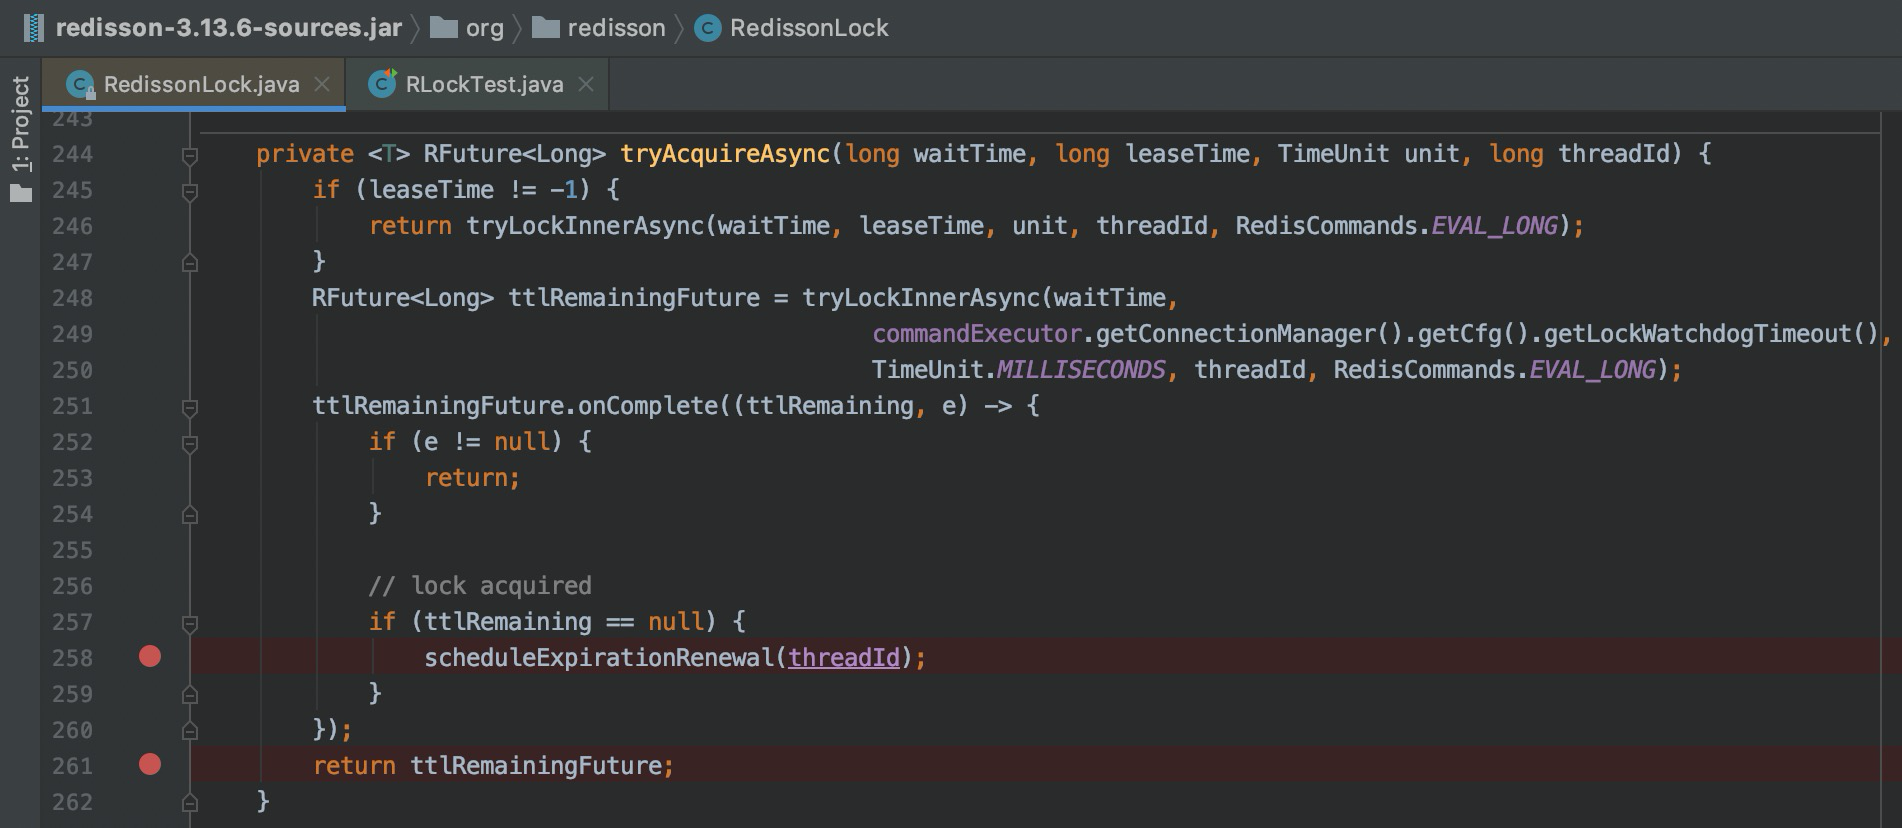 redisson-3.13.6-sources.jar org redisson C RedissonLock
1: Project
C RedissonLock.java C RLockTest.java
243
244 private <T> RFuture<Long> tryAcquireAsync(long waitTime, long leaseTime, TimeUnit unit, long threadId) {
245 if (leaseTime != -1) {
246 return tryLockInnerAsync(waitTime, leaseTime, unit, threadId, RedisCommands.EVAL_LONG);
247 }
248 RFuture<Long> ttlRemainingFuture = tryLockInnerAsync(waitTime,
249 commandExecutor.getConnectionManager().getCfg().getLockWatchdogTimeout(),
250 TimeUnit.MILLISECONDS, threadId, RedisCommands.EVAL_LONG);
251 ttlRemainingFuture.onComplete((ttlRemaining, e) -> {
252 if (e != null) {
253 return;
254 }
255
256 // lock acquired
257 if (ttlRemaining == null) {
258 scheduleExpirationRenewal(threadId);
259 }
260 });
261 return ttlRemainingFuture;
262 }